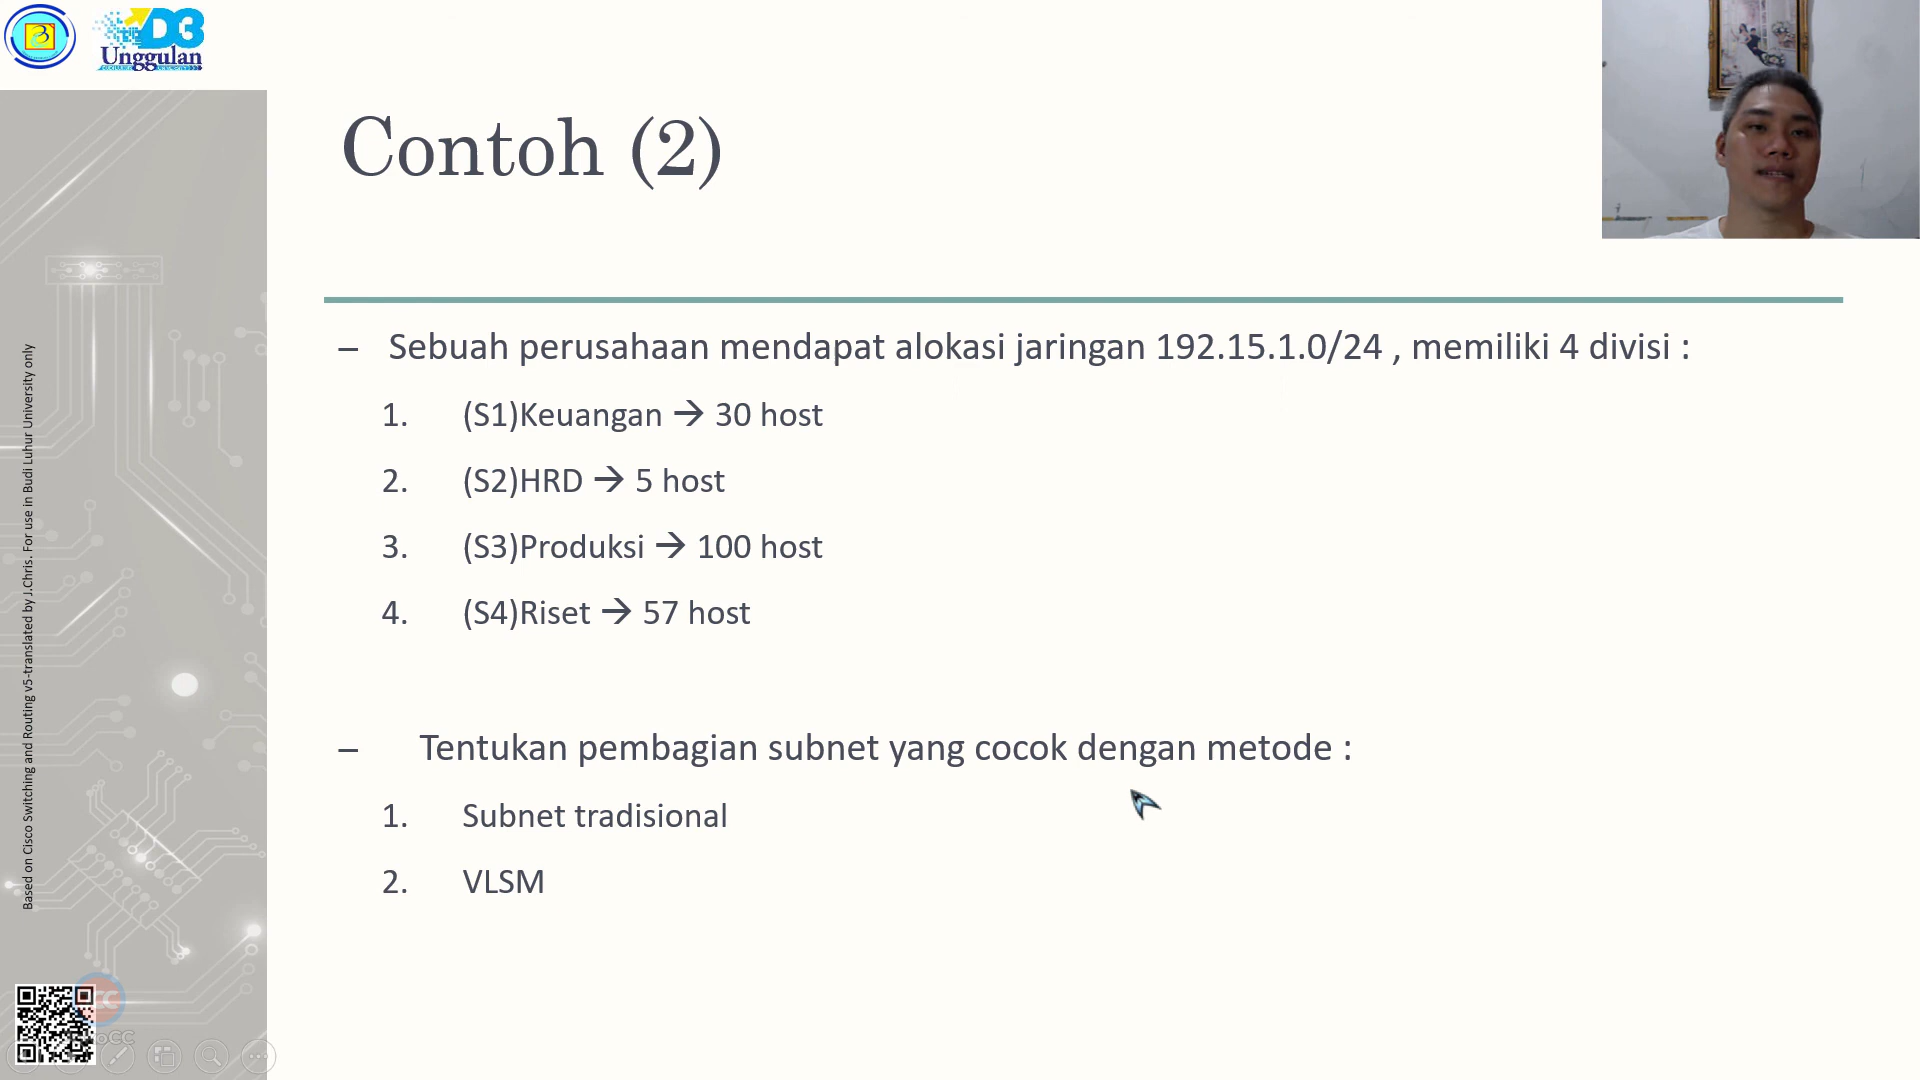 D3
Unggulan
Contoh (2)
– Sebuah perusahaan mendapat alokasi jaringan 192.15.1.0/24 , memiliki 4 divisi :
1. (S1)Keuangan → 30 host
2. (S2)HRD → 5 host
3. (S3)Produksi → 100 host
4. (S4)Riset → 57 host
– Tentukan pembagian subnet yang cocok dengan metode :
1. Subnet tradisional
2. VLSM
Based on Cisco Switching and Routing v5-translated by J.Chris. For use in Budi Luhur University only